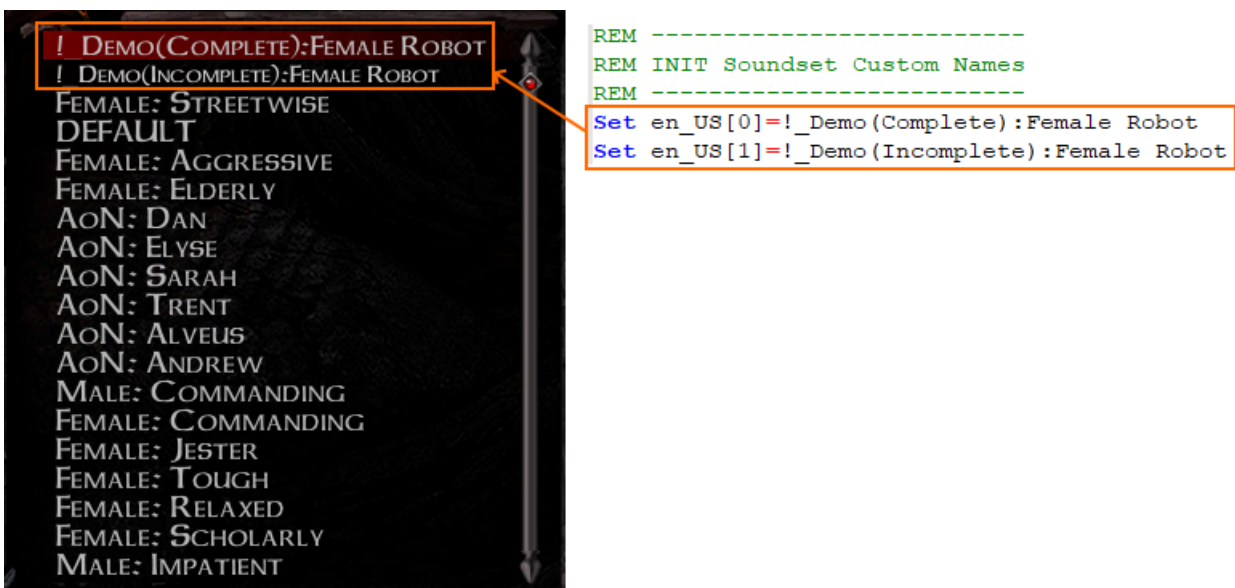 ! _Demo(Complete):Female Robot
! _Demo(Incomplete):Female Robot
Female: Streetwise
DEFAULT
Female: Aggressive
Female: Elderly
AoN: Dan
AoN: Elyse
AoN: Sarah
AoN: Trent
AoN: Alveus
AoN: Andrew
Male: Commanding
Female: Commanding
Female: Jester
Female: Tough
Female: Relaxed
Female: Scholarly
Male: Impatient
REM --------------------------
REM INIT Soundset Custom Names
REM --------------------------
Set en_US[0]=!_Demo(Complete):Female Robot
Set en_US[1]=!_Demo(Incomplete):Female Robot